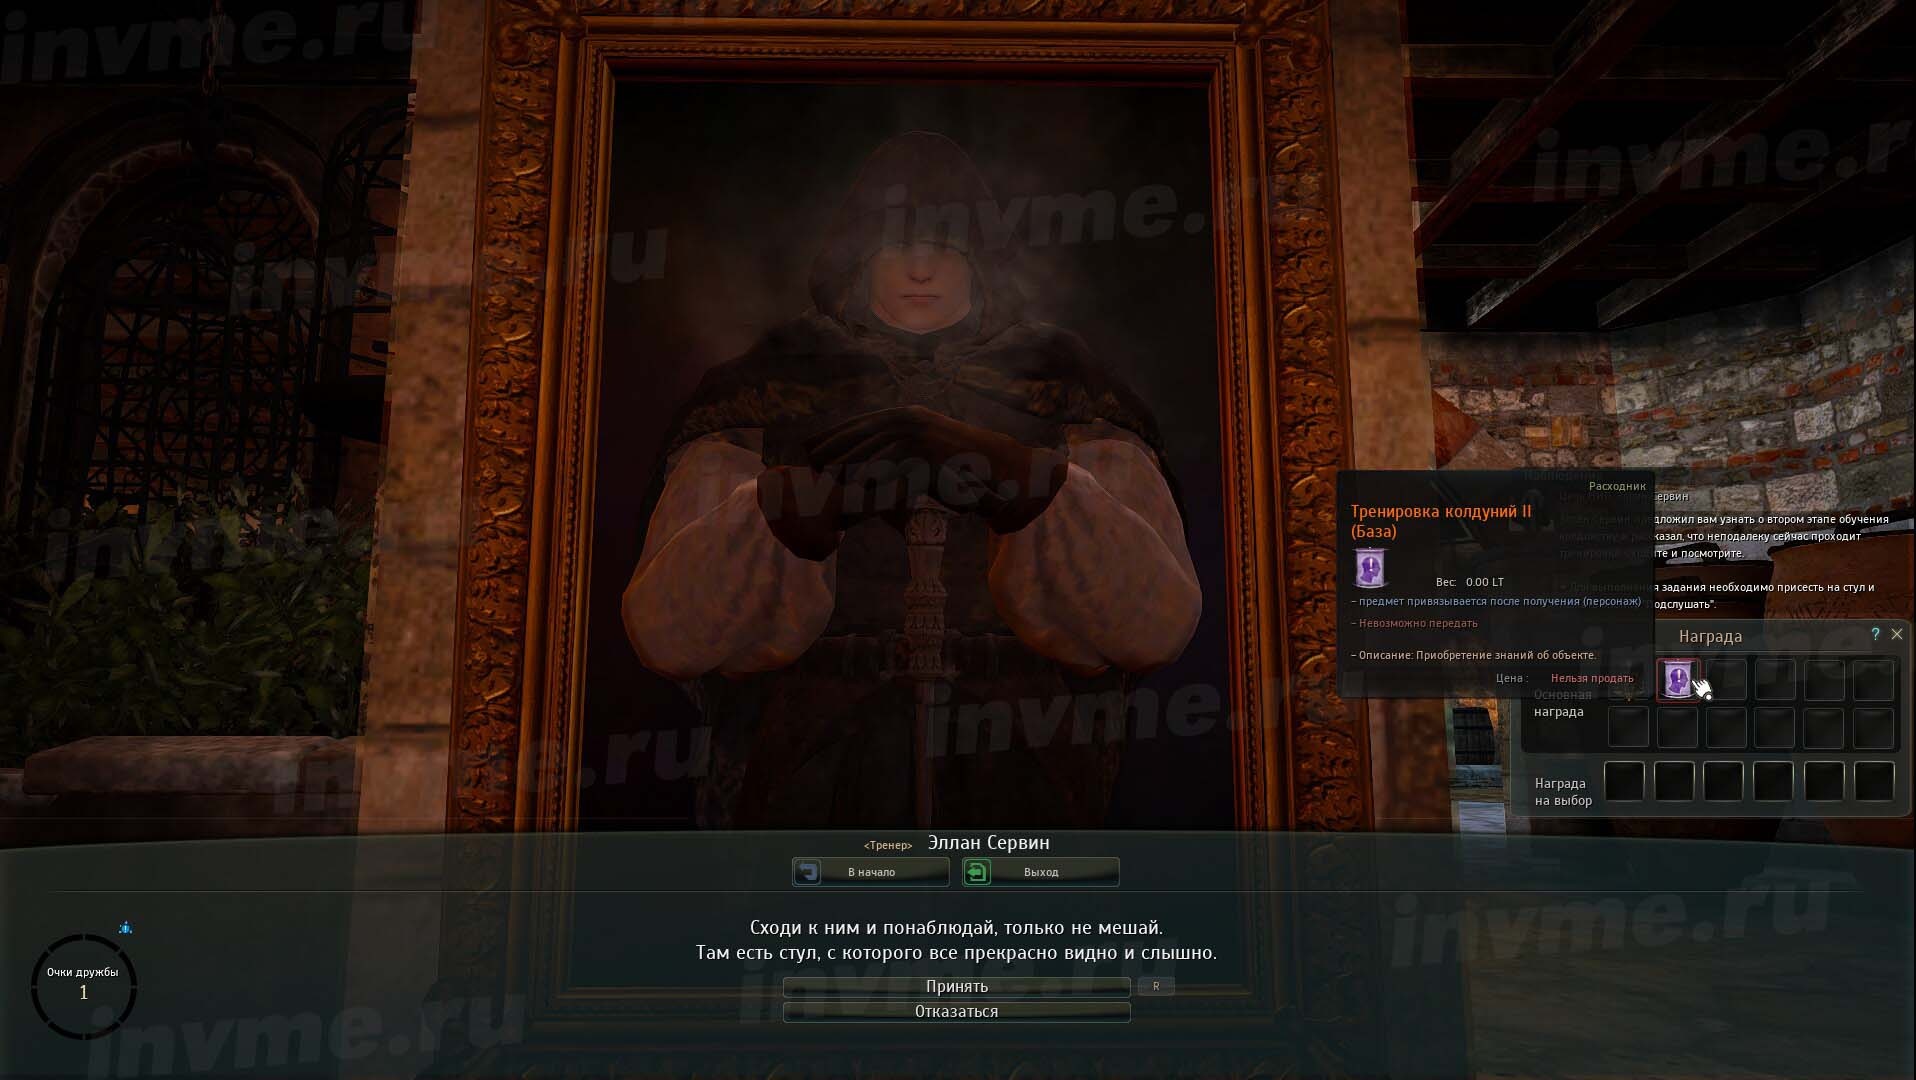 invme.ru
Расходник
Тренировка колдуний II
(База)
Вес: 0.00 LT
– предмет привязывается после получения (персонаж)
– Невозможно передать
– Описание: Приобретение знаний об объекте.
Цена : Нельзя продать
Сервин
вам узнать о втором этапе обучения
что неподалеку сейчас проходит
и посмотрите.
задания необходимо присесть на стул и
Награда
?
Основная
награда
Награда
на выбор
<Тренер> Эллан Сервин
В начало
Выход
Сходи к ним и понаблюдай, только не мешай.
Там есть стул, с которого все прекрасно видно и слышно.
Принять
R
Отказаться
Очки дружбы
1